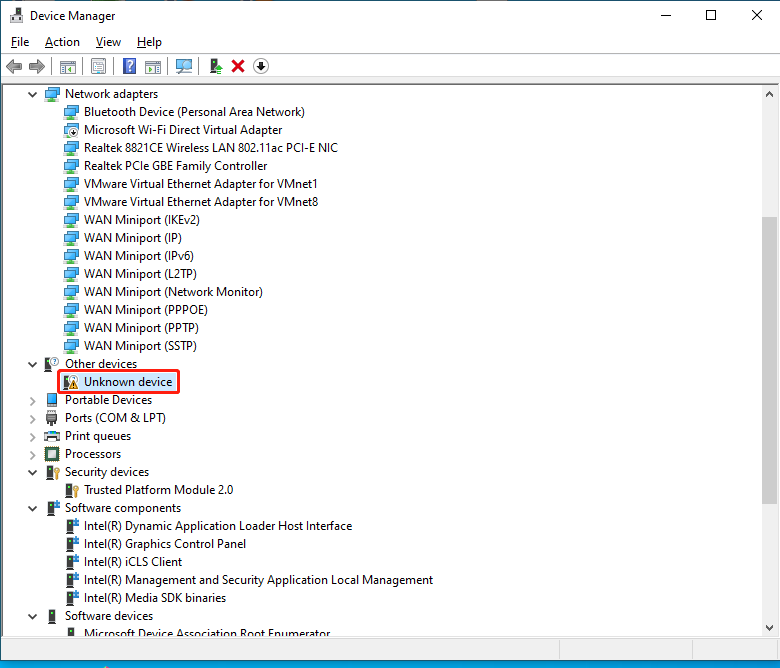 Device Manager
File Action View Help
Network adapters
Bluetooth Device (Personal Area Network)
Microsoft Wi-Fi Direct Virtual Adapter
Realtek 8821CE Wireless LAN 802.11ac PCI-E NIC
Realtek PCIe GBE Family Controller
VMware Virtual Ethernet Adapter for VMnet1
VMware Virtual Ethernet Adapter for VMnet8
WAN Miniport (IKEv2)
WAN Miniport (IP)
WAN Miniport (IPv6)
WAN Miniport (L2TP)
WAN Miniport (Network Monitor)
WAN Miniport (PPPOE)
WAN Miniport (PPTP)
WAN Miniport (SSTP)
Other devices
Unknown device
Portable Devices
Ports (COM & LPT)
Print queues
Processors
Security devices
Trusted Platform Module 2.0
Software components
Intel(R) Dynamic Application Loader Host Interface
Intel(R) Graphics Control Panel
Intel(R) iCLS Client
Intel(R) Management and Security Application Local Management
Intel(R) Media SDK binaries
Software devices
Microsoft Device Association Root Enumerator